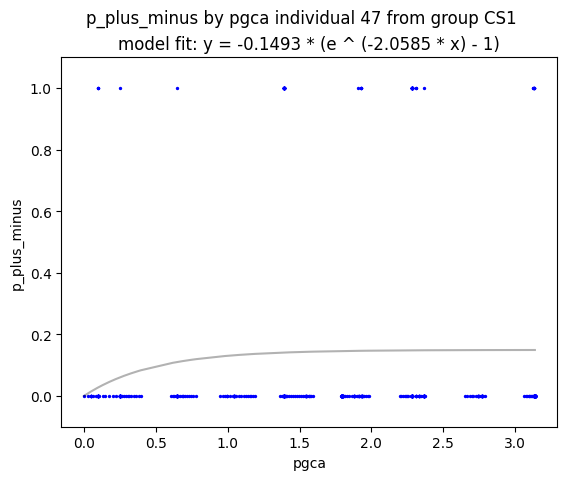 p_plus_minus by pgca individual 47 from group CS1
model fit: y = -0.1493 * (e ^ (-2.0585 * x) - 1)
1.0
0.8
0.6
0.4
0.2
0.0
p_plus_minus
0.0 0.5 1.0 1.5 2.0 2.5 3.0
pgca